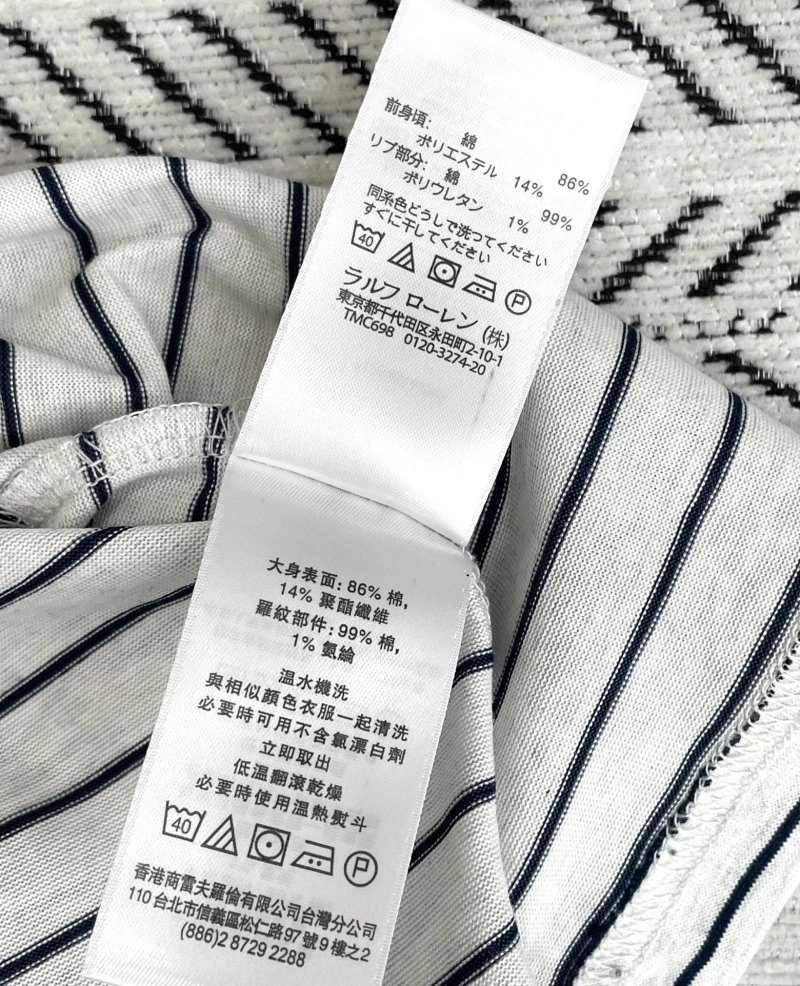 前身頃: 綿 86%
ポリエステル 14%
リブ部分: 綿 99%
ポリウレタン 1%
同系色どうしで洗つてください
すぐに干してください
40 P
ラルフ ローレン (株)
東京都千代田区永田町2-10-1
TMC698 0120-3274-20
大身表面: 86% 棉,
14% 聚酯纖維
羅紋部件: 99% 棉,
1% 氨綸
温水機洗
與相似顏色衣服一起清洗
必要時可用不含氯漂白劑
立即取出
低温翻滾乾燥
必要時使用温熱熨斗
40 P
香港商雷夫羅倫有限公司台灣分公司
110 台北市信義區松仁路97 號9 樓之2
(886)2 8729 2288